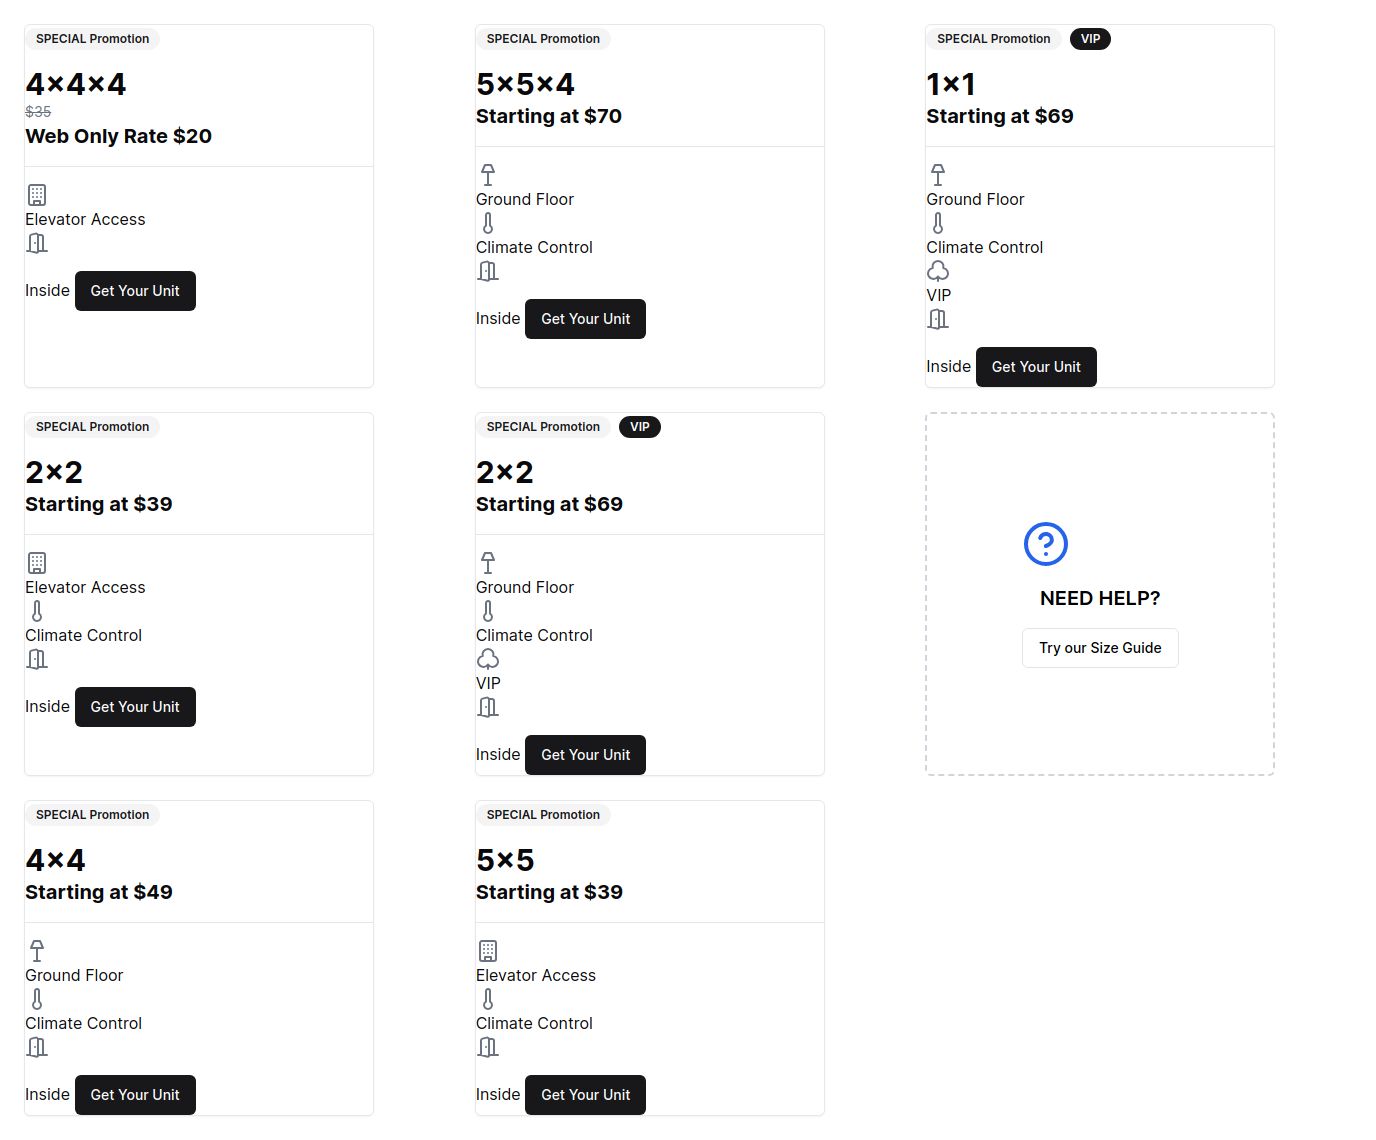 SPECIAL Promotion
4×4×4
$35
Web Only Rate $20
Elevator Access
Inside Get Your Unit
SPECIAL Promotion
5×5×4
Starting at $70
Ground Floor
Climate Control
Inside Get Your Unit
SPECIAL Promotion VIP
1×1
Starting at $69
Ground Floor
Climate Control
VIP
Inside Get Your Unit
SPECIAL Promotion
2×2
Starting at $39
Elevator Access
Climate Control
Inside Get Your Unit
SPECIAL Promotion VIP
2×2
Starting at $69
Ground Floor
Climate Control
VIP
Inside Get Your Unit
NEED HELP?
Try our Size Guide
SPECIAL Promotion
4×4
Starting at $49
Ground Floor
Climate Control
Inside Get Your Unit
SPECIAL Promotion
5×5
Starting at $39
Elevator Access
Climate Control
Inside Get Your Unit